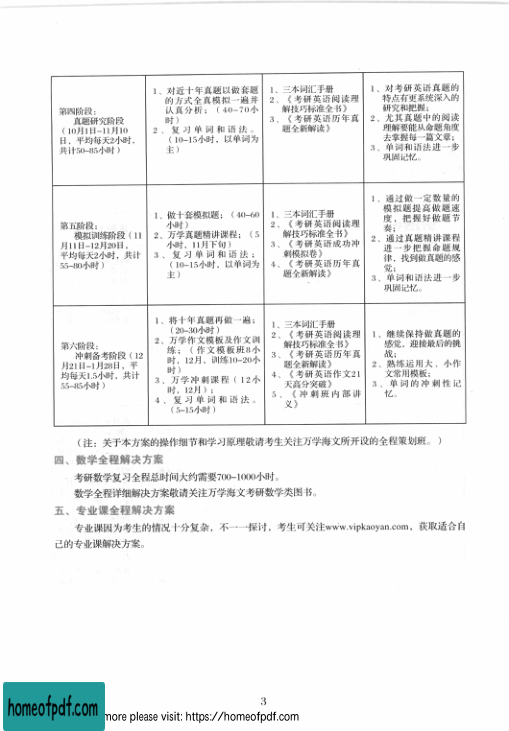 第四阶段：
真题研究阶段
（10月1日-11月10
日，平均每天2小时，
共计50-85小时）
1、对近十年真题以做套题
的方式全真模拟一遍并
认真分析；（40-70小
时）
2、复习单词和语法。
（10-15小时，以单词为
主）
1、三本词汇手册
2、《考研英语阅读理
解技巧标准全书》
3、《考研英语历年真
题全新解读》
1、对考研英语真题的
特点有更系统深入的
研究和把握；
2、尤其真题中的阅读
理解要能从命题角度
去掌握每一篇文章；
3、单词和语法进一步
巩固记忆。
第五阶段：
模拟训练阶段（11
月11日-12月20日，
平均每天2小时，共计
55-80小时）
1、做十套模拟题；（40-60
小时）
2、万学真题精讲课程；（5
小时，11月下旬）
3、复习单词和语法；
（10-15小时，以单词为
主）
1、三本词汇手册
2、《考研英语阅读理
解技巧标准全书》
3、《考研英语成功冲
刺模拟卷》
4、《考研英语历年真
题全新解读》
1、通过做一定数量的
模拟题提高做题速
度，把握好做题节
奏；
2、通过真题精讲课程
进一步把握命题规
律，找到做真题的感
觉；
3、单词和语法进一步
巩固记忆。
第六阶段：
冲刺备考阶段（12
月21日-1月28日，平
均每天1.5小时，共计
55-85小时）
1、将十年真题再做一遍；
（20-30小时）
2、万学作文模板及作文训
练；（作文模板班8小
时，12月、训练10-20小
时）
3、万学冲刺课程（12小
时，12月）；
4、复习单词和语法。
（5-15小时）
1、三本词汇手册
2、《考研英语阅读理
解技巧标准全书》
3、《考研英语历年真
题全新解读》
4、《考研英语作文21
天高分突破》
5、《冲刺班内部讲
义》
1、继续保持做真题的
感觉，迎接最后的挑
战；
2、熟练运用大、小作
文常用模板；
3、单词的冲刺性记
忆。
（注：关于本方案的操作细节和学习原理敬请考生关注万学海文所开设的全程策划班。）
四、数学全程解决方案
考研数学复习全程总时间大约需要700-1000小时。
数学全程详细解决方案敬请关注万学海文考研数学类图书。
五、专业课全程解决方案
专业课因为考生的情况十分复杂，不一一探讨，考生可关注www.vipkaoyan.com，获取适合自
己的专业课解决方案。
3
homeofpdf.com
more please visit: https://homeofpdf.com